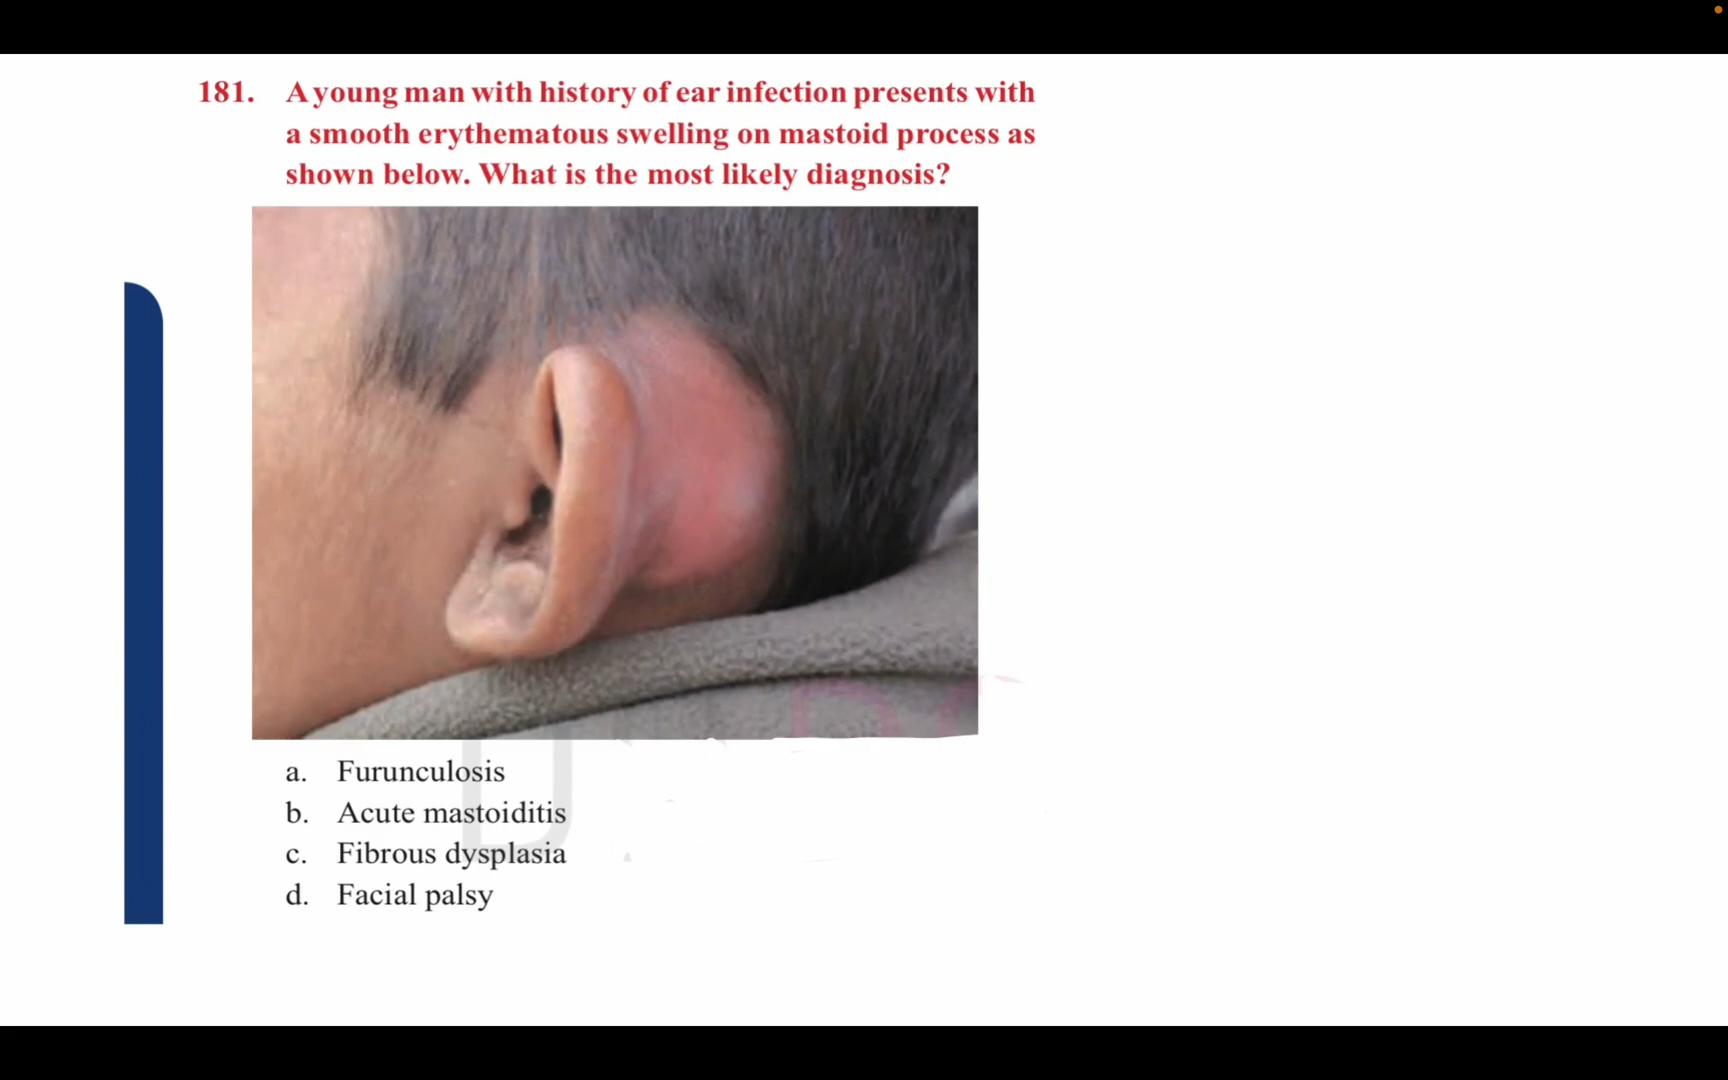 181. A young man with history of ear infection presents with
a smooth erythematous swelling on mastoid process as
shown below. What is the most likely diagnosis?
a. Furunculosis
b. Acute mastoiditis
c. Fibrous dysplasia
d. Facial palsy